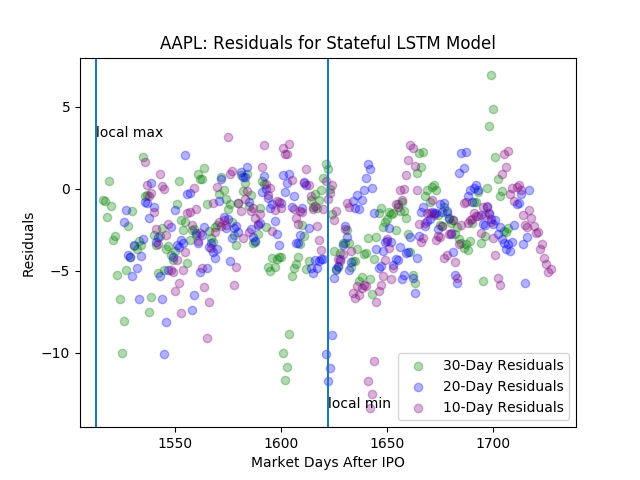 AAPL: Residuals for Stateful LSTM Model
5
0
−5
−10
Residuals
local max
local min
30-Day Residuals
20-Day Residuals
10-Day Residuals
1550
1600
1650
1700
Market Days After IPO